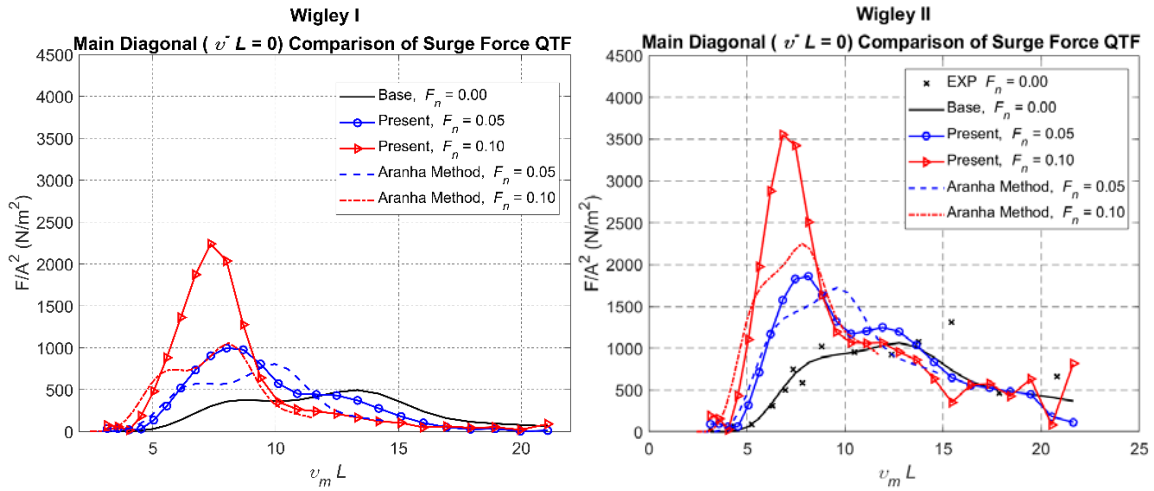 Wigley I
Main Diagonal ( v⁻ L = 0) Comparison of Surge Force QTF
4500
4000
3500
3000
2500
2000
1500
1000
500
0
F/A² (N/m²)
5
10
15
20
υₘ L
Base, Fₙ = 0.00
Present, Fₙ = 0.05
Present, Fₙ = 0.10
Aranha Method, Fₙ = 0.05
Aranha Method, Fₙ = 0.10
Wigley II
Main Diagonal ( v⁻ L = 0) Comparison of Surge Force QTF
4500
4000
3500
3000
2500
2000
1500
1000
500
0
F/A² (N/m²)
0
5
10
15
20
25
υₘ L
EXP Fₙ = 0.00
Base, Fₙ = 0.00
Present, Fₙ = 0.05
Present, Fₙ = 0.10
Aranha Method, Fₙ = 0.05
Aranha Method, Fₙ = 0.10